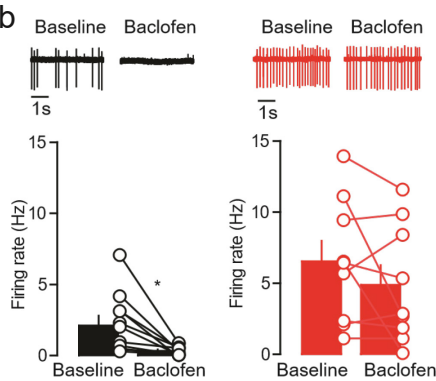 b
Baseline Baclofen
1s
Baseline Baclofen
1s
15
10
5
0
Firing rate (Hz)
*
Baseline Baclofen
15
10
5
0
Firing rate (Hz)
Baseline Baclofen